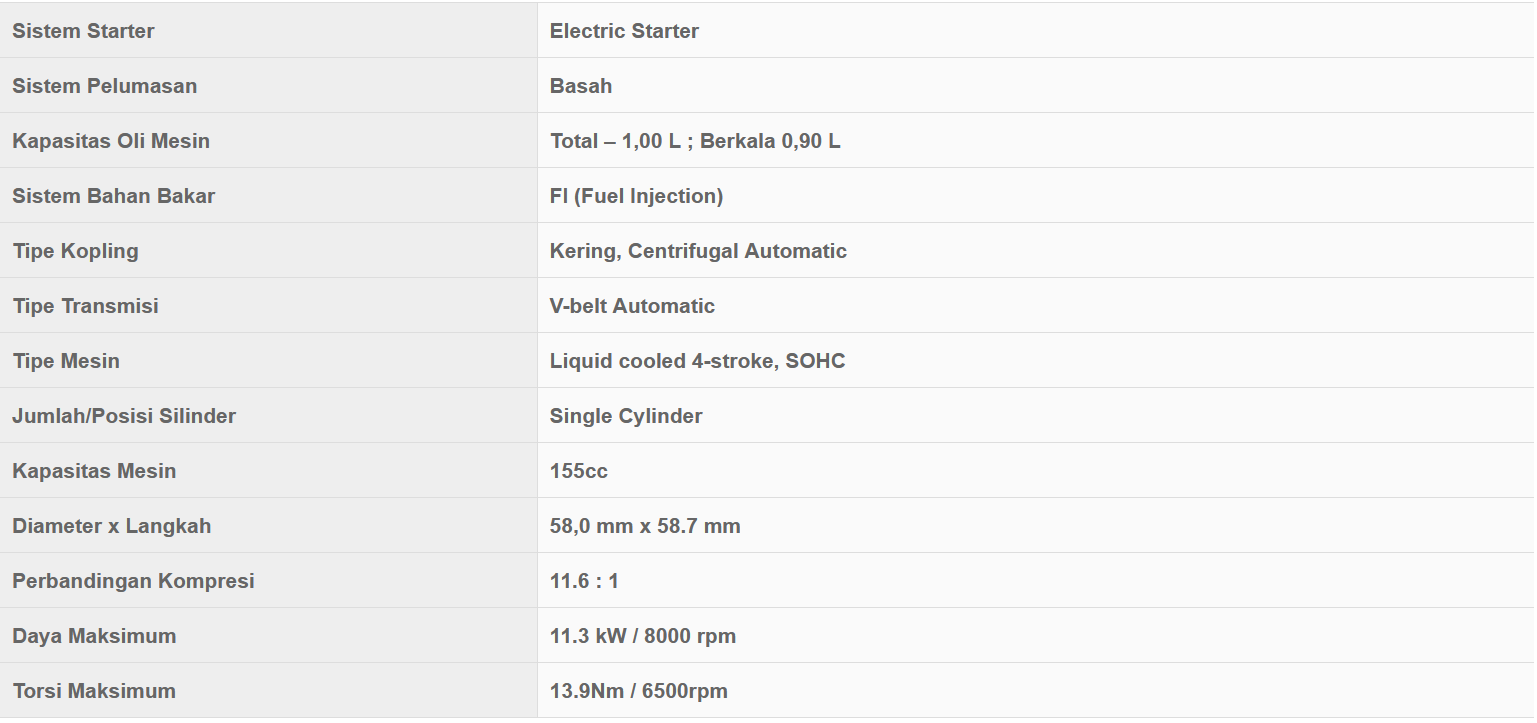 Sistem Starter Electric Starter
Sistem Pelumasan Basah
Kapasitas Oli Mesin Total – 1,00 L ; Berkala 0,90 L
Sistem Bahan Bakar FI (Fuel Injection)
Tipe Kopling Kering, Centrifugal Automatic
Tipe Transmisi V-belt Automatic
Tipe Mesin Liquid cooled 4-stroke, SOHC
Jumlah/Posisi Silinder Single Cylinder
Kapasitas Mesin 155cc
Diameter x Langkah 58,0 mm x 58.7 mm
Perbandingan Kompresi 11.6 : 1
Daya Maksimum 11.3 kW / 8000 rpm
Torsi Maksimum 13.9Nm / 6500rpm